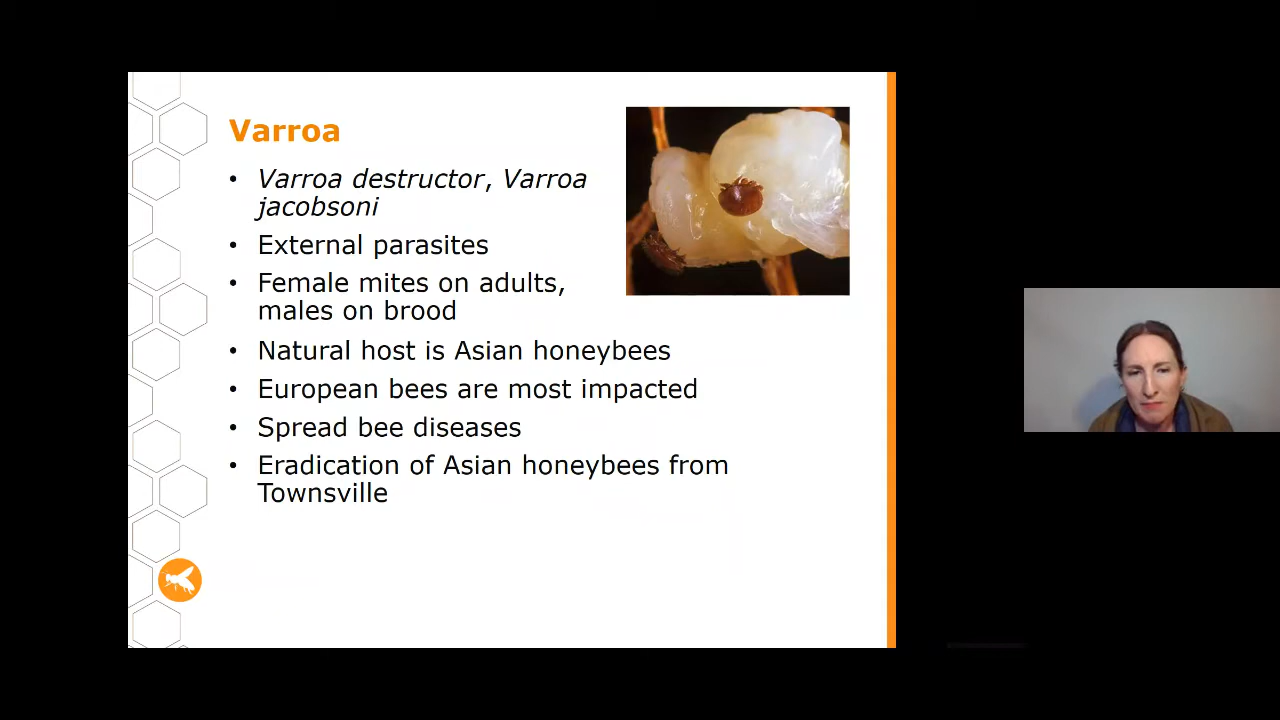 Varroa
• Varroa destructor, Varroa
jacobsoni
• External parasites
• Female mites on adults,
males on brood
• Natural host is Asian honeybees
• European bees are most impacted
• Spread bee diseases
• Eradication of Asian honeybees from
Townsville